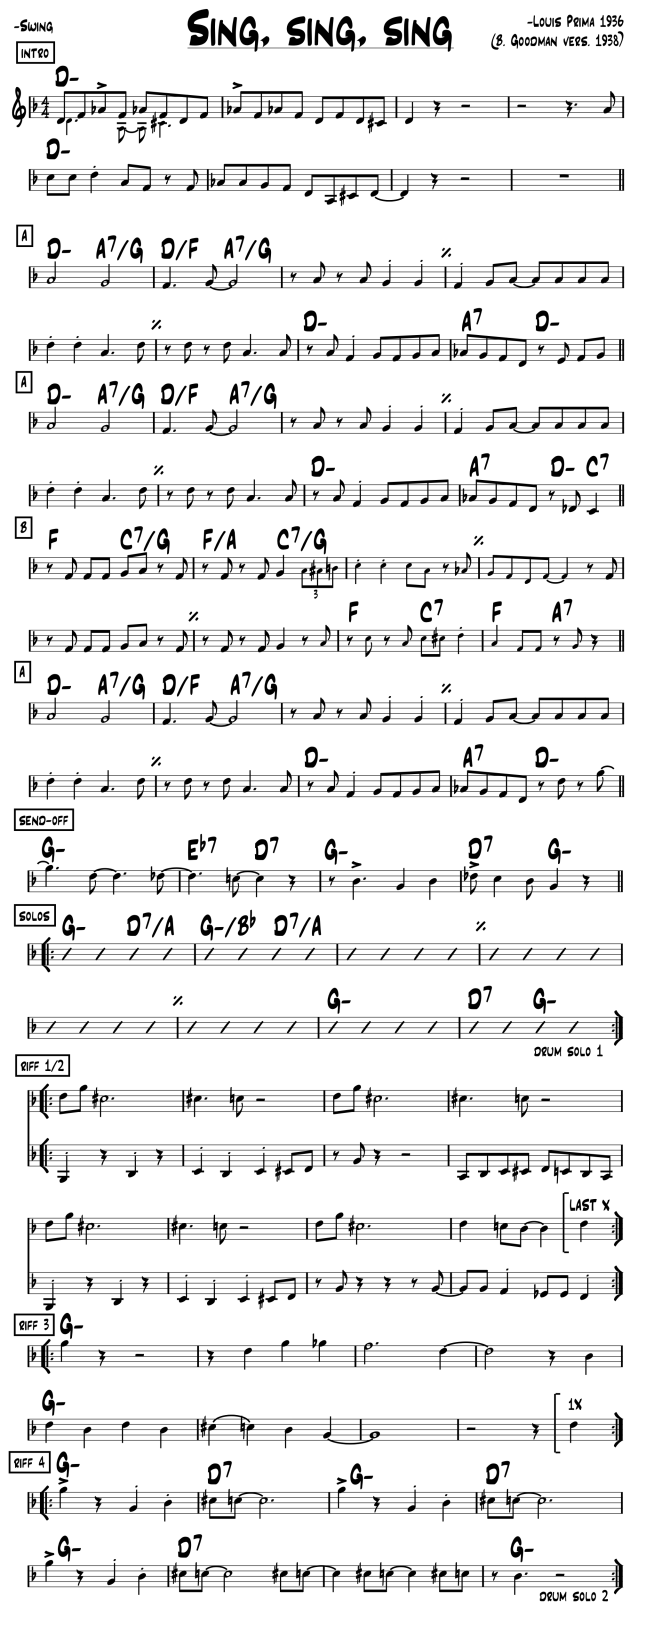 -Swing
Sing, sing, sing
-Louis Prima 1936
(B. Goodman vers. 1938)
intro
D-
D-
A
D- A7/G D/F A7/G
D- A7 D-
A
D- A7/G D/F A7/G
D- A7 D- C7
B
F C7/G F/A C7/G
3
F C7 F A7
A
D- A7/G D/F A7/G
D- A7 D-
send-off
G- Eb7 D7 G- D7 G-
solos
G- D7/A G-/Bb D7/A
G- D7 G-
drum solo 1
riff 1/2
Last x
riff 3
G-
G-
1x
riff 4
G- D7 G- D7
G- D7 G-
drum solo 2